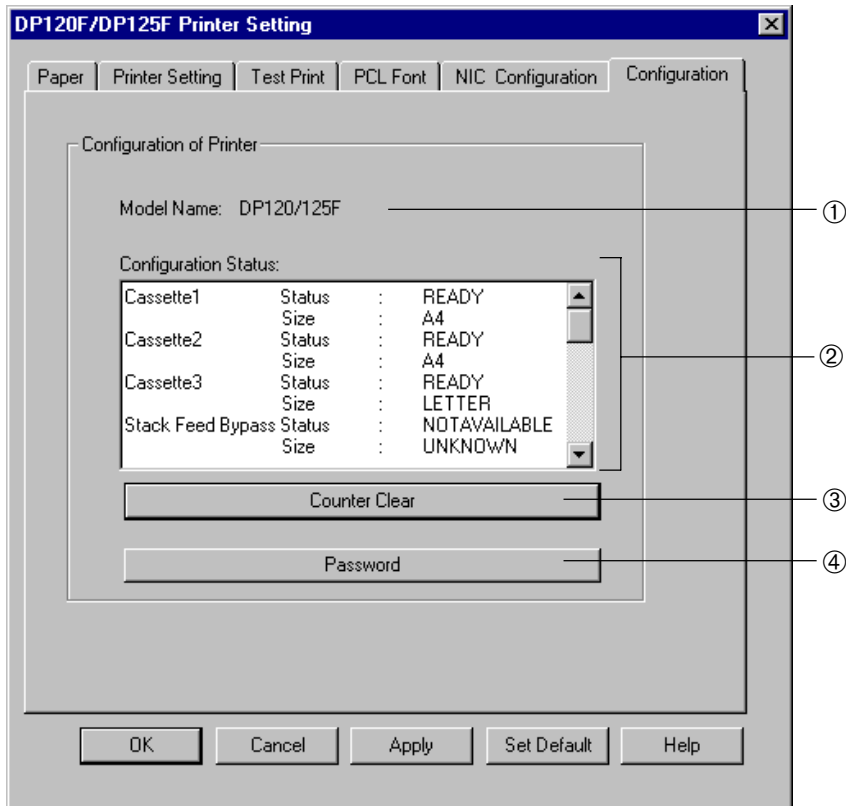 DP120F/DP125F Printer Setting
Paper Printer Setting Test Print PCL Font NIC Configuration Configuration
Configuration of Printer
Model Name: DP120/125F ①
Configuration Status:
Cassette1 Status : READY
Size : A4
Cassette2 Status : READY
Size : A4
②
Cassette3 Status : READY
Size : LETTER
Stack Feed Bypass Status : NOTAVAILABLE
Size : UNKNOWN
Counter Clear ③
Password ④
OK Cancel Apply Set Default Help